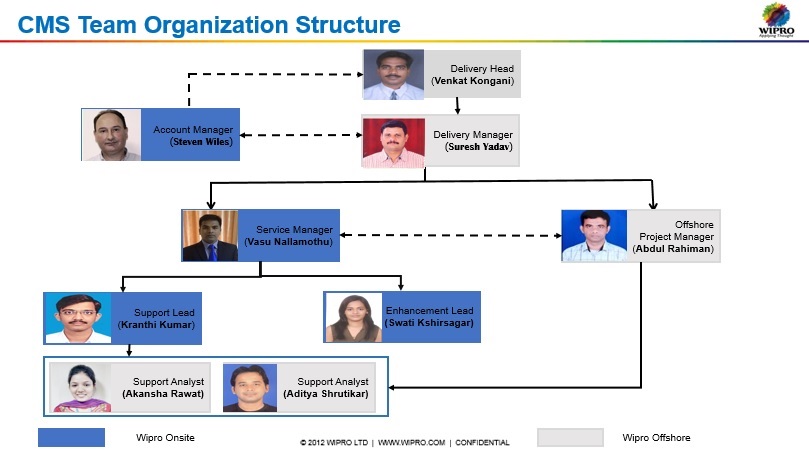 CMS Team Organization Structure
WIPRO
Applying Thought
Delivery Head
(Venkat Kongani)
Account Manager
(Steven Wiles)
Delivery Manager
(Suresh Yadav)
Service Manager
(Vasu Nallamothu)
Offshore
Project Manager
(Abdul Rahiman)
Support Lead
(Kranthi Kumar)
Enhancement Lead
(Swati Kshirsagar)
Support Analyst
(Akansha Rawat)
Support Analyst
(Aditya Shrutikar)
Wipro Onsite
© 2012 WIPRO LTD | WWW.WIPRO.COM | CONFIDENTIAL
Wipro Offshore